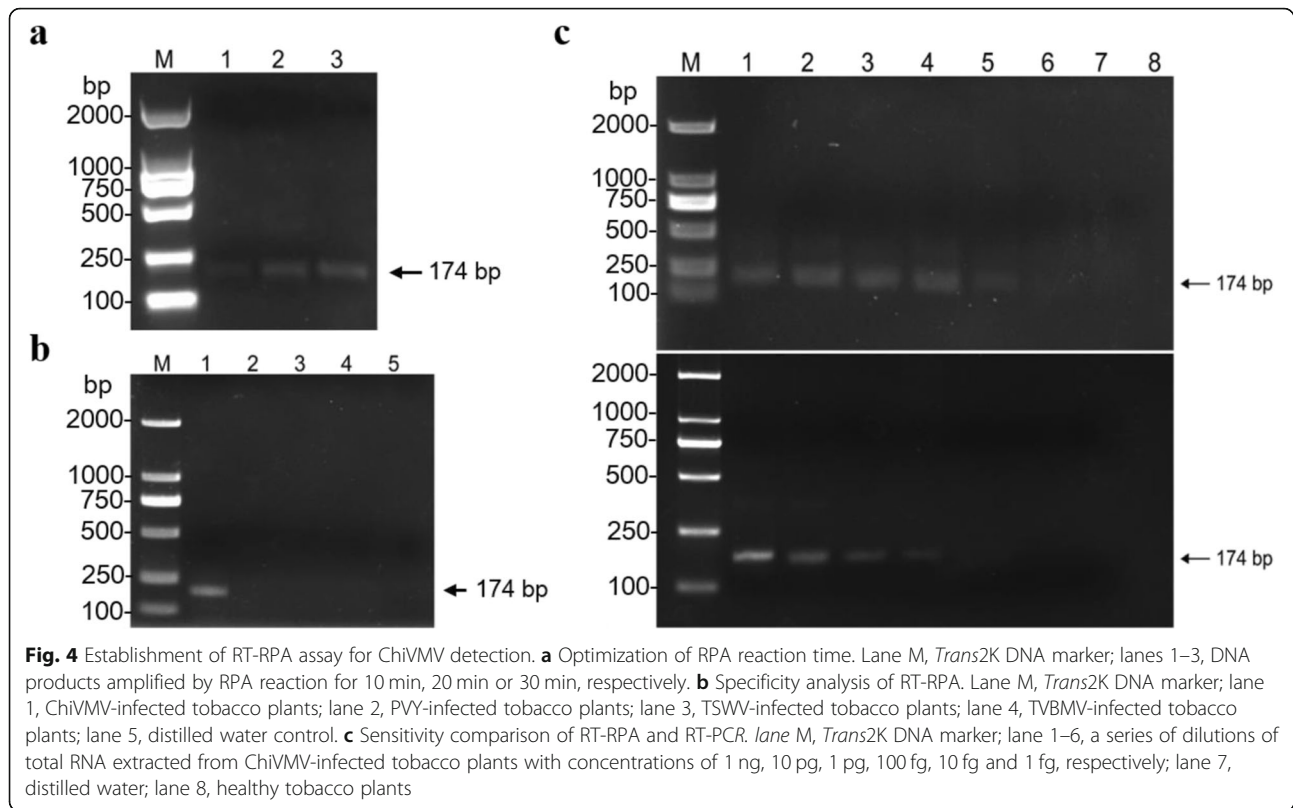 a
M 1 2 3
bp
2000-
1000-
750-
500-
250-
100-
174 bp
b
M 1 2 3 4 5
bp
2000-
1000-
750-
500-
250-
100-
174 bp
c
M 1 2 3 4 5 6 7 8
bp
2000-
1000-
750-
500-
250-
100-
174 bp
2000-
1000-
750-
500-
250-
100-
174 bp
Fig. 4 Establishment of RT-RPA assay for ChiVMV detection. a Optimization of RPA reaction time. Lane M, Trans2K DNA marker; lanes 1–3, DNA
products amplified by RPA reaction for 10 min, 20 min or 30 min, respectively. b Specificity analysis of RT-RPA. Lane M, Trans2K DNA marker; lane
1, ChiVMV-infected tobacco plants; lane 2, PVY-infected tobacco plants; lane 3, TSWV-infected tobacco plants; lane 4, TVBMV-infected tobacco
plants; lane 5, distilled water control. c Sensitivity comparison of RT-RPA and RT-PCR. lane M, Trans2K DNA marker; lane 1–6, a series of dilutions of
total RNA extracted from ChiVMV-infected tobacco plants with concentrations of 1 ng, 10 pg, 1 pg, 100 fg, 10 fg and 1 fg, respectively; lane 7,
distilled water; lane 8, healthy tobacco plants